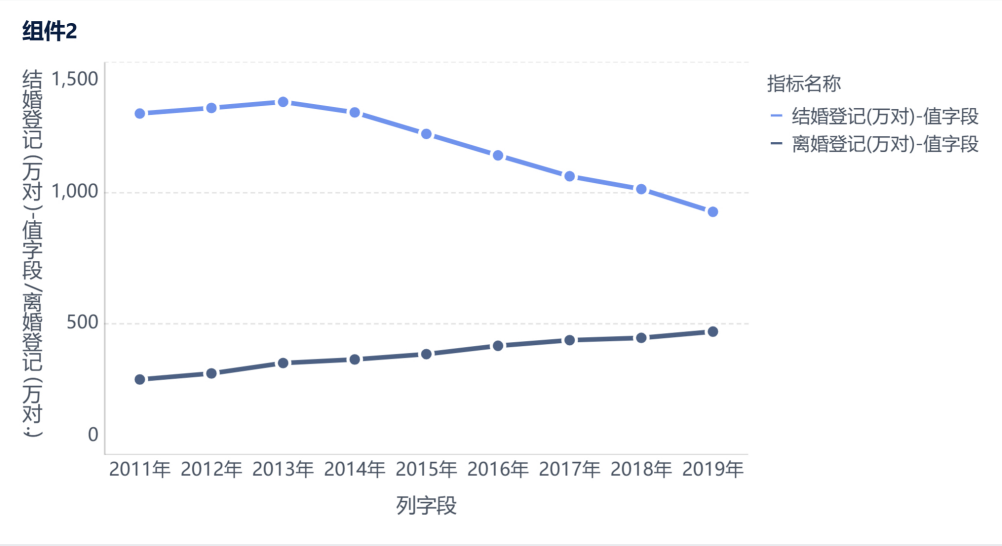 组件2
结婚登记(万对)-值字段/离婚登记(万对)
1,500
1,000
500
0
2011年 2012年 2013年 2014年 2015年 2016年 2017年 2018年 2019年
列字段
指标名称
结婚登记(万对)-值字段
离婚登记(万对)-值字段